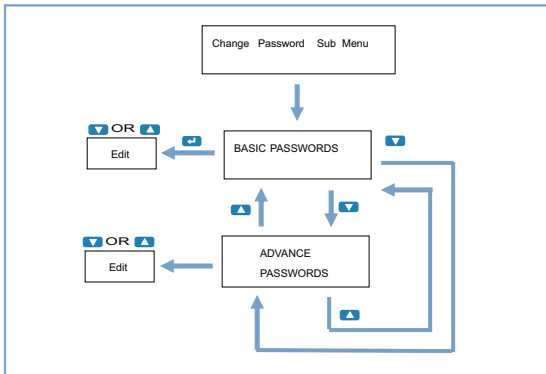 Change Password Sub Menu
OR
Edit
BASIC PASSWORDS
OR
Edit
ADVANCE
PASSWORDS